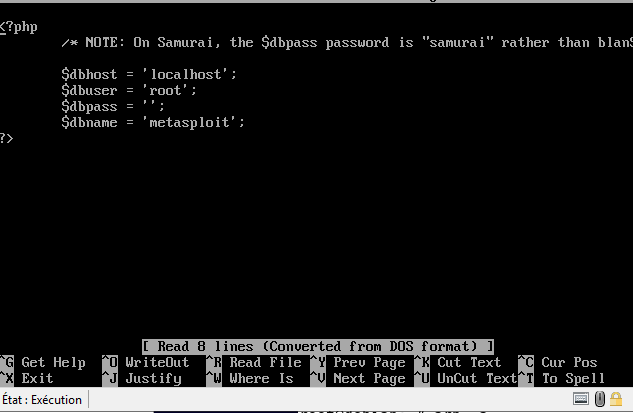 <?php
/* NOTE: On Samurai, the $dbpass password is "samurai" rather than blan$
$dbhost = 'localhost';
$dbuser = 'root';
$dbpass = '';
$dbname = 'metasploit';
?>
[ Read 8 lines (Converted from DOS format) ]
^G Get Help ^O WriteOut ^R Read File ^Y Prev Page ^K Cut Text ^C Cur Pos
^X Exit ^J Justify ^W Where Is ^V Next Page ^U UnCut Text ^T To Spell
État : Exécution